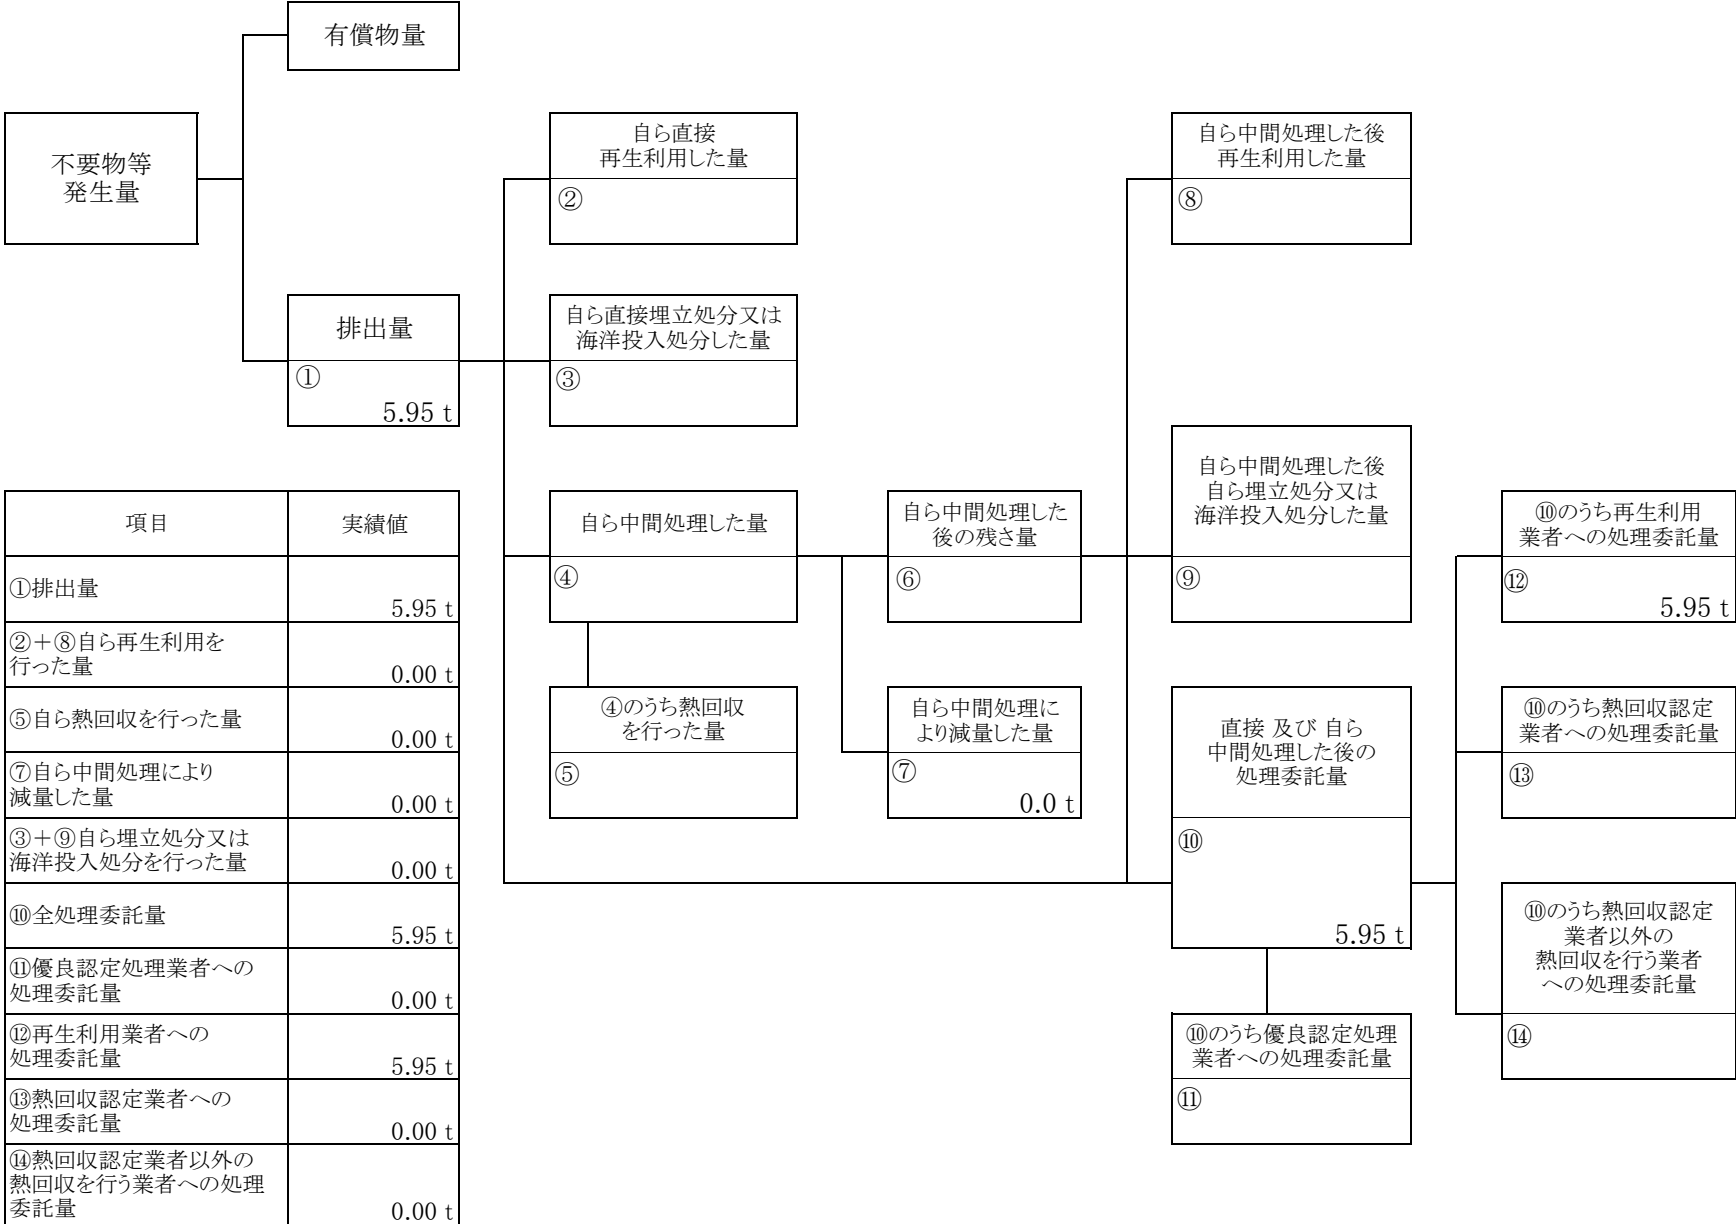 有償物量
不要物等
発生量
自ら直接
再生利用した量
②
自ら中間処理した後
再生利用した量
⑧
排出量
①
5.95 t
自ら直接埋立処分又は
海洋投入処分した量
③
項目
実績値
①排出量
5.95 t
②＋⑧自ら再生利用を
行った量
0.00 t
⑤自ら熱回収を行った量
0.00 t
⑦自ら中間処理により
減量した量
0.00 t
③＋⑨自ら埋立処分又は
海洋投入処分を行った量
0.00 t
⑩全処理委託量
5.95 t
⑪優良認定処理業者への
処理委託量
0.00 t
⑫再生利用業者への
処理委託量
5.95 t
⑬熱回収認定業者への
処理委託量
0.00 t
⑭熱回収認定業者以外の
熱回収を行う業者への処理
委託量
0.00 t
自ら中間処理した量
④
④のうち熱回収
を行った量
⑤
自ら中間処理した
後の残さ量
⑥
自ら中間処理に
より減量した量
⑦
0.0 t
自ら中間処理した後
自ら埋立処分又は
海洋投入処分した量
⑨
直接 及び 自ら
中間処理した後の
処理委託量
⑩
5.95 t
⑩のうち優良認定処理
業者への処理委託量
⑪
⑩のうち再生利用
業者への処理委託量
⑫
5.95 t
⑩のうち熱回収認定
業者への処理委託量
⑬
⑩のうち熱回収認定
業者以外の
熱回収を行う業者
への処理委託量
⑭